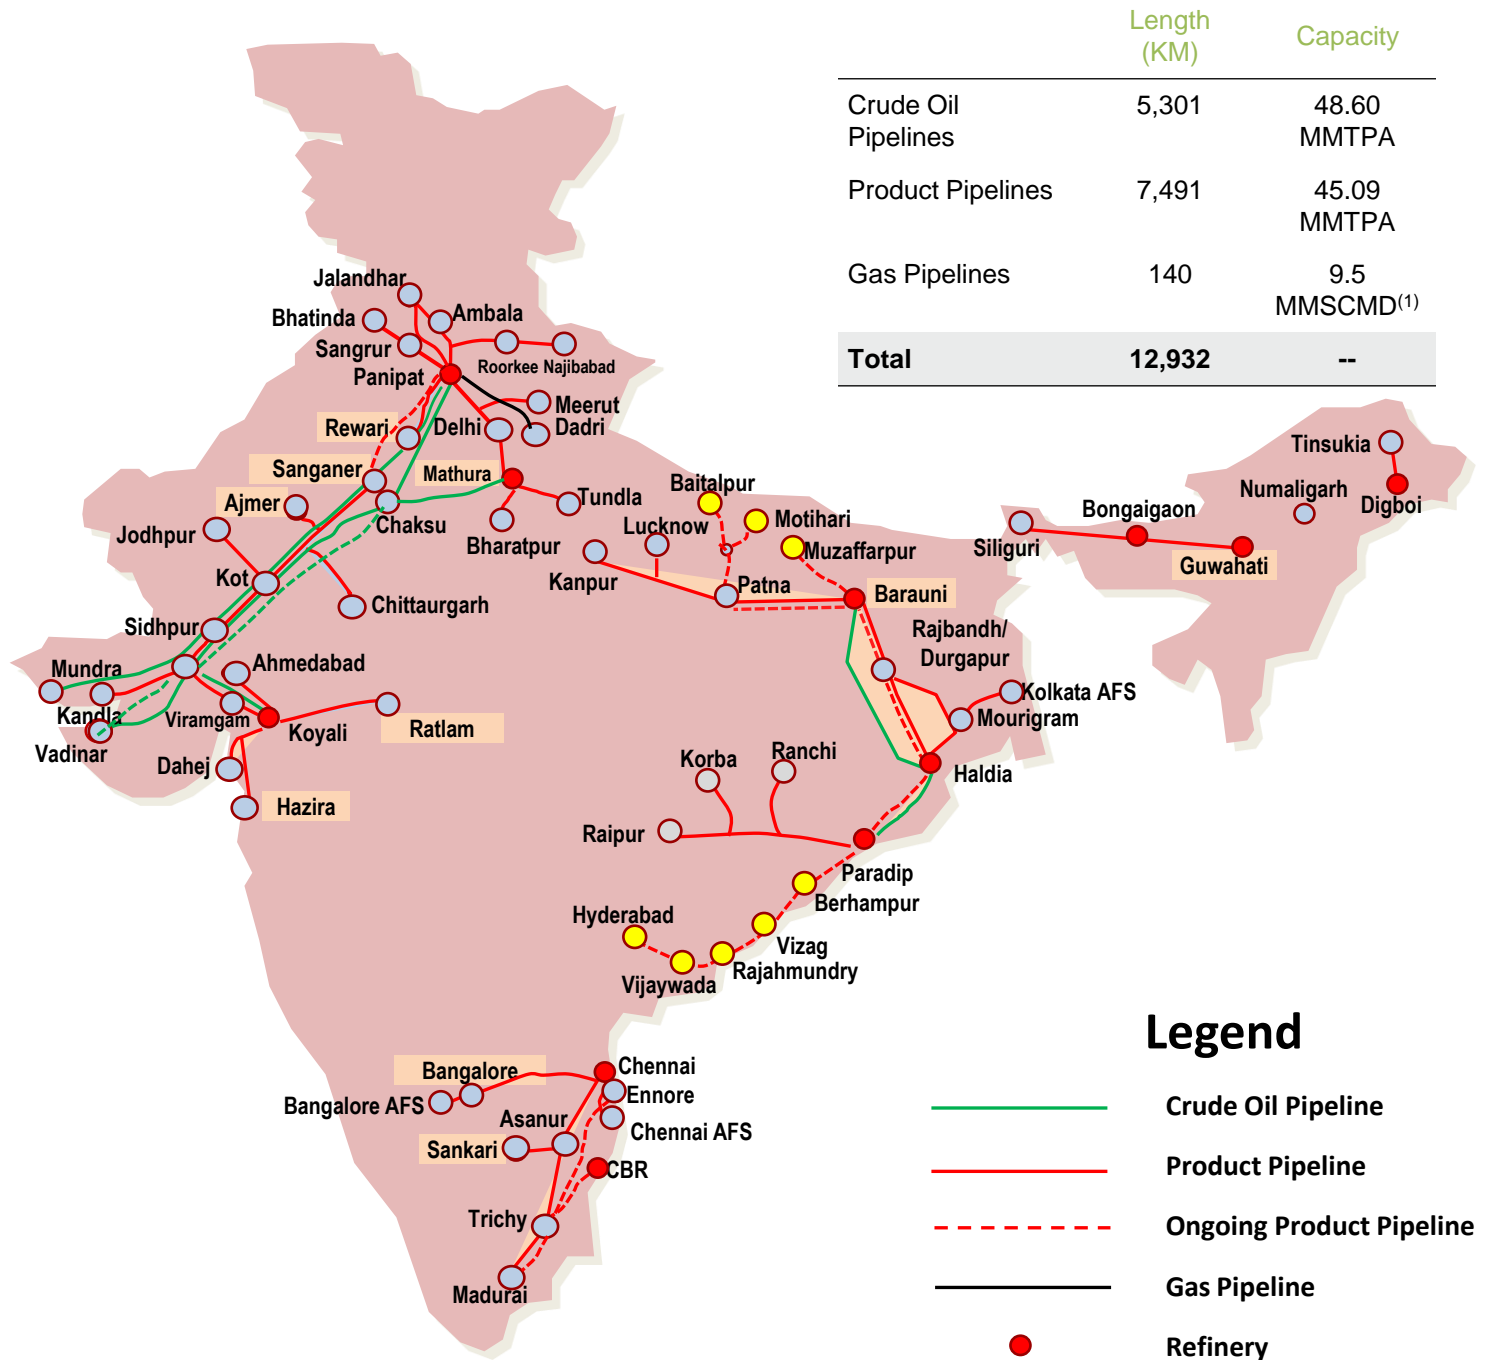 Length
(KM)
Capacity
Crude Oil
Pipelines
5,301
48.60
MMTPA
Product Pipelines
7,491
45.09
MMTPA
Gas Pipelines
140
9.5
MMSCMD(1)
Total
12,932
--
Jalandhar
Bhatinda
Ambala
Sangrur
Roorkee Najibabad
Panipat
Meerut
Rewari
Delhi
Dadri
Sanganer
Mathura
Ajmer
Chaksu
Tundla
Jodhpur
Bharatpur
Baitalpur
Motihari
Lucknow
Muzaffarpur
Kanpur
Patna
Barauni
Kot
Chittaurgarh
Sidhpur
Rajbandh/
Durgapur
Mundra
Ahmedabad
Kolkata AFS
Kandla
Viramgam
Koyali
Ratlam
Mourigram
Vadinar
Dahej
Hazira
Korba
Ranchi
Haldia
Raipur
Paradip
Berhampur
Hyderabad
Vizag
Rajahmundry
Vijaywada
Tinsukia
Numaligarh
Digboi
Bongaigaon
Siliguri
Guwahati
Bangalore
Chennai
Bangalore AFS
Ennore
Asanur
Chennai AFS
Sankari
CBR
Trichy
Madurai
Legend
Crude Oil Pipeline
Product Pipeline
Ongoing Product Pipeline
Gas Pipeline
Refinery